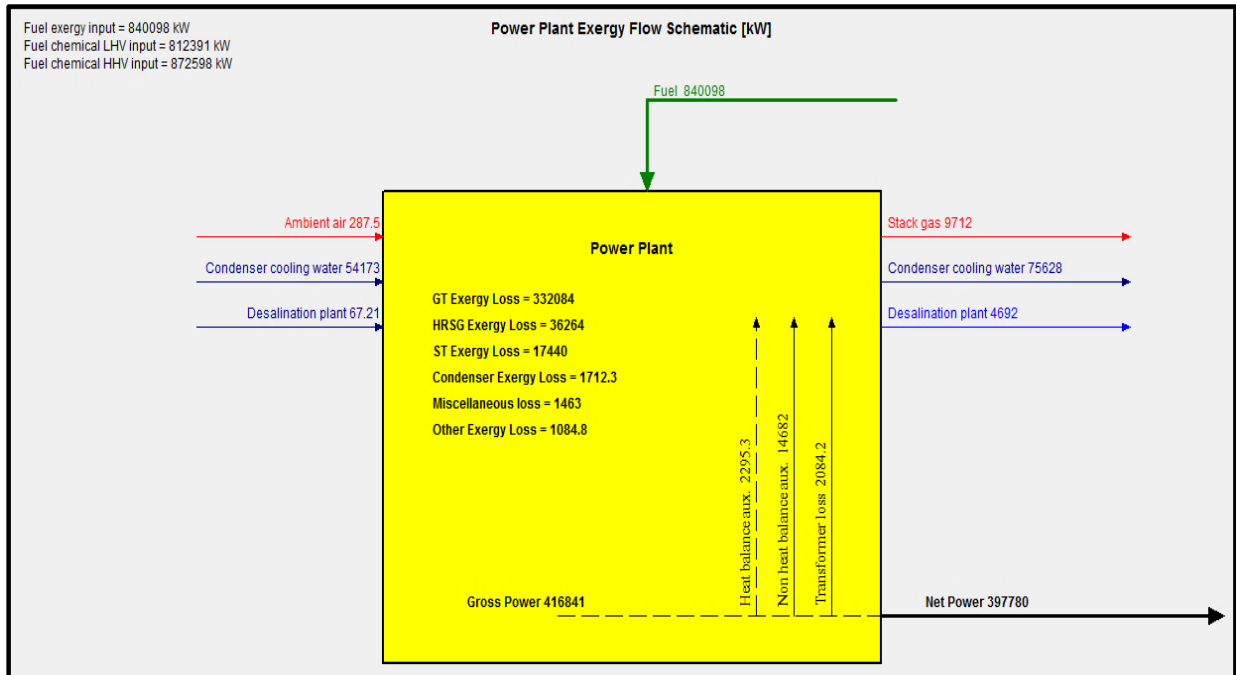 Fuel exergy input = 840098 kW
Fuel chemical LHV input = 812391 kW
Fuel chemical HHV input = 872598 kW
Power Plant Exergy Flow Schematic [kW]
Fuel 840098
Ambient air 287.5
Condenser cooling water 54173
Desalination plant 67.21
Power Plant
GT Exergy Loss = 332084
HRSG Exergy Loss = 36264
ST Exergy Loss = 17440
Condenser Exergy Loss = 1712.3
Miscellaneous loss = 1463
Other Exergy Loss = 1084.8
Heat balance aux. 2295.3
Non heat balance aux. 14682
Transformer loss 2084.2
Gross Power 416841
Stack gas 9712
Condenser cooling water 75628
Desalination plant 4692
Net Power 397780